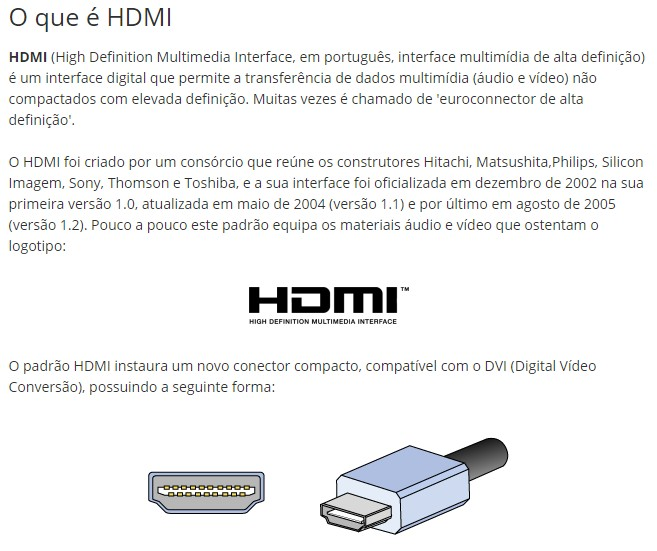 O que é HDMI
HDMI (High Definition Multimedia Interface, em português, interface multimídia de alta definição)
é um interface digital que permite a transferência de dados multimídia (áudio e vídeo) não
compactados com elevada definição. Muitas vezes é chamado de 'euroconnector de alta
definição'.
O HDMI foi criado por um consórcio que reúne os construtores Hitachi, Matsushita,Philips, Silicon
Imagem, Sony, Thomson e Toshiba, e a sua interface foi oficializada em dezembro de 2002 na sua
primeira versão 1.0, atualizada em maio de 2004 (versão 1.1) e por último em agosto de 2005
(versão 1.2). Pouco a pouco este padrão equipa os materiais áudio e vídeo que ostentam o
logotipo:
HDMI™
HIGH DEFINITION MULTIMEDIA INTERFACE
O padrão HDMI instaura um novo conector compacto, compatível com o DVI (Digital Vídeo
Conversão), possuindo a seguinte forma: